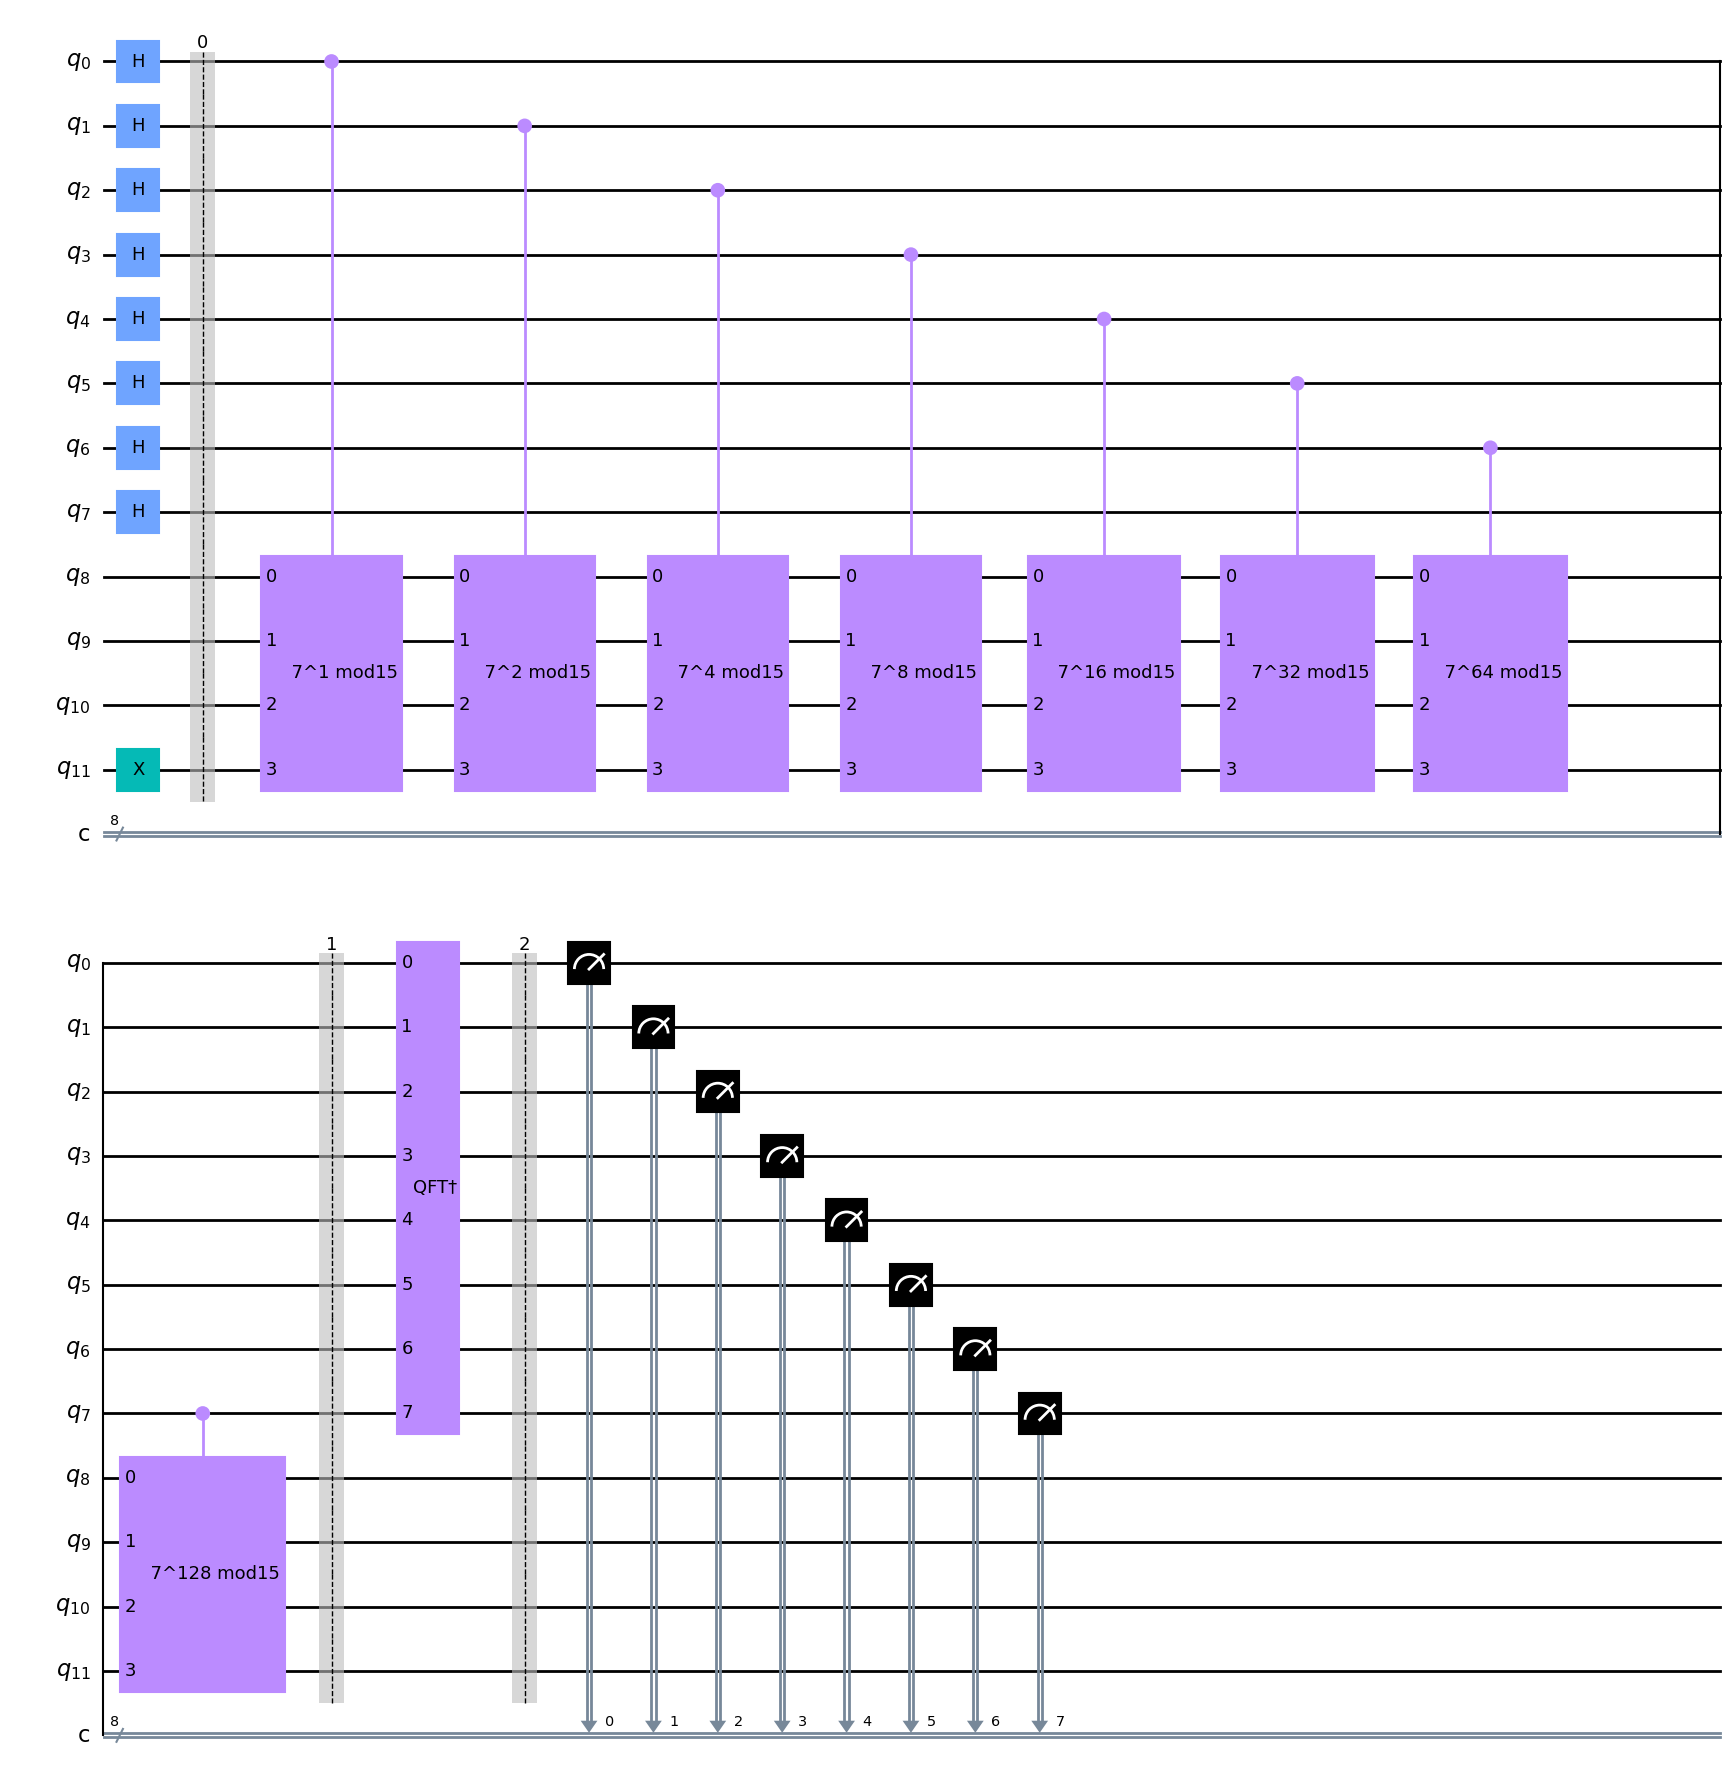 0
q0 H
q1 H
q2 H
q3 H
q4 H
q5 H
q6 H
q7 H
q8 0 0 0 0 0 0 0
q9 1 1 1 1 1 1 1
7^1 mod15 7^2 mod15 7^4 mod15 7^8 mod15 7^16 mod15 7^32 mod15 7^64 mod15
q10 2 2 2 2 2 2 2
q11 X 3 3 3 3 3 3 3
8
c
1 2
q0 0
q1 1
q2 2
q3 3
QFT†
q4 4
q5 5
q6 6
q7 7
q8 0
q9 1
7^128 mod15
q10 2
q11 3
8 0 1 2 3 4 5 6 7
c